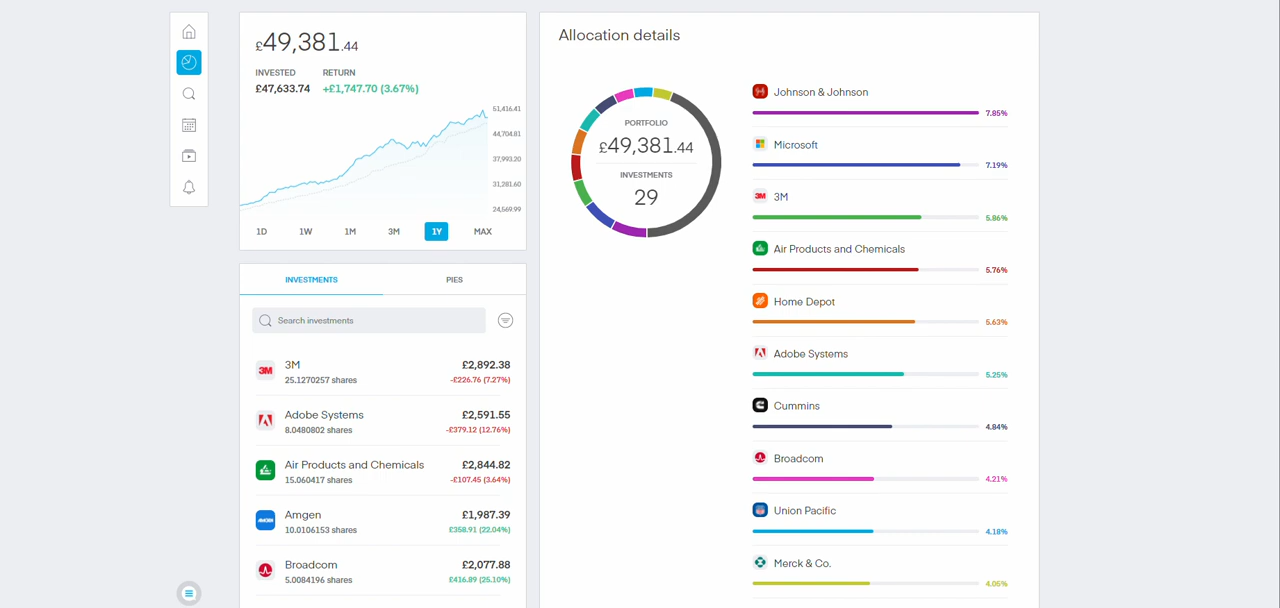 £49,381.44
INVESTED RETURN
£47,633.74 +£1,747.70 (3.67%)
51,416.41
44,704.81
37,993.20
31,281.60
24,569.99
1D 1W 1M 3M 1Y MAX
INVESTMENTS PIES
Search investments
3M £2,892.38
25.1270257 shares -£226.76 (7.27%)
Adobe Systems £2,591.55
8.0480802 shares -£379.12 (12.76%)
Air Products and Chemicals £2,844.82
15.060417 shares -£107.45 (3.64%)
AMGEN
Amgen £1,987.39
10.0106153 shares £358.91 (22.04%)
Broadcom £2,077.88
5.0084196 shares £416.89 (25.10%)
Allocation details
PORTFOLIO
£49,381.44
INVESTMENTS
29
Johnson & Johnson
7.85%
Microsoft
7.19%
3M 3M
5.86%
Air Products and Chemicals
5.76%
Home Depot
5.63%
Adobe Systems
5.25%
Cummins
4.84%
Broadcom
4.21%
Union Pacific
4.18%
Merck & Co.
4.05%